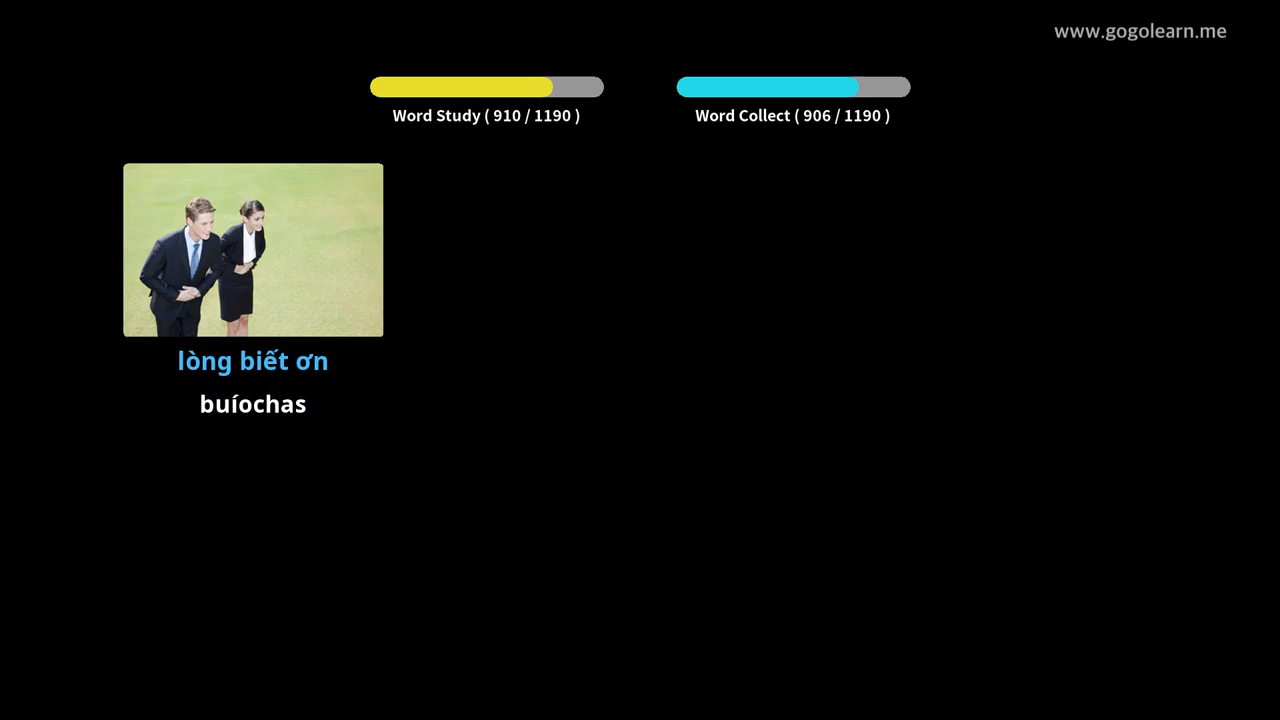 www.gogolearn.me
Word Study ( 910 / 1190 )
Word Collect ( 906 / 1190 )
lòng biết ơn
buíochas